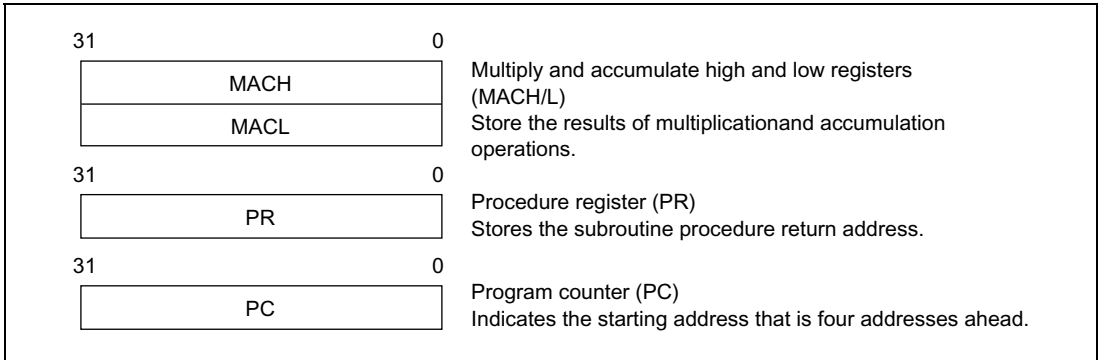 31 0
MACH
MACL
Multiply and accumulate high and low registers
(MACH/L)
Store the results of multiplicationand accumulation
operations.
31 0
PR
Procedure register (PR)
Stores the subroutine procedure return address.
31 0
PC
Program counter (PC)
Indicates the starting address that is four addresses ahead.